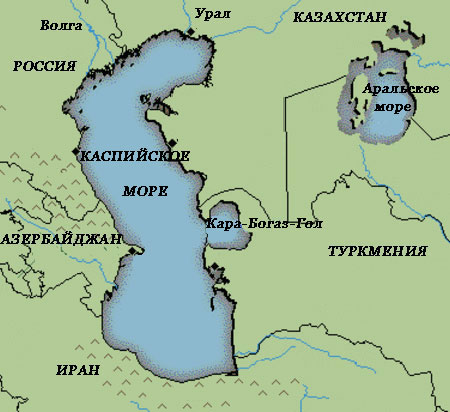 Урал
КАЗАХСТАН
Волга
РОССИЯ
Аральское
море
КАСПИЙСКОЕ
МОРЕ
Кара-Богаз-Гол
АЗЕРБАЙДЖАН
ТУРКМЕНИЯ
ИРАН